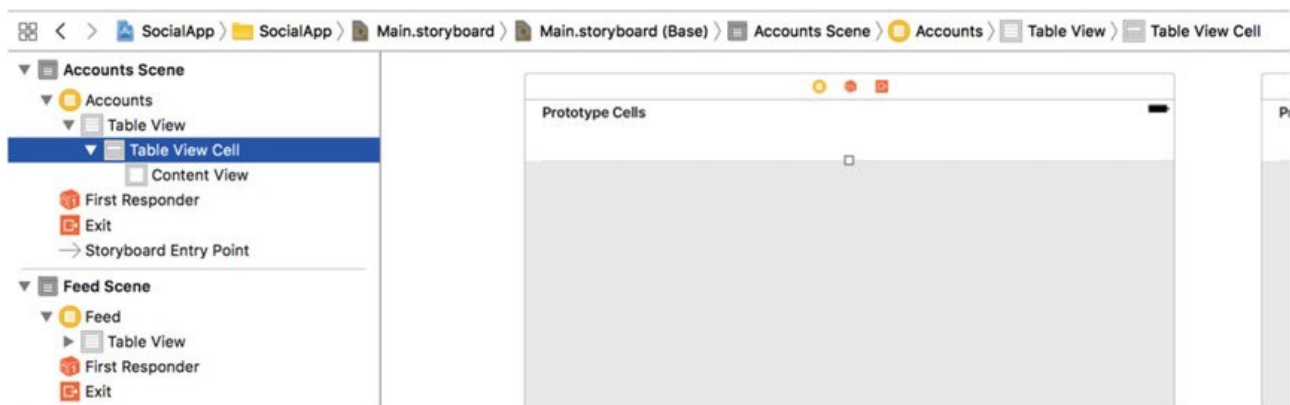 SocialApp SocialApp Main.storyboard Main.storyboard (Base) Accounts Scene Accounts Table View Table View Cell
Accounts Scene
Accounts
Table View
Table View Cell
Content View
First Responder
Exit
Storyboard Entry Point
Feed Scene
Feed
Table View
First Responder
Exit
Prototype Cells